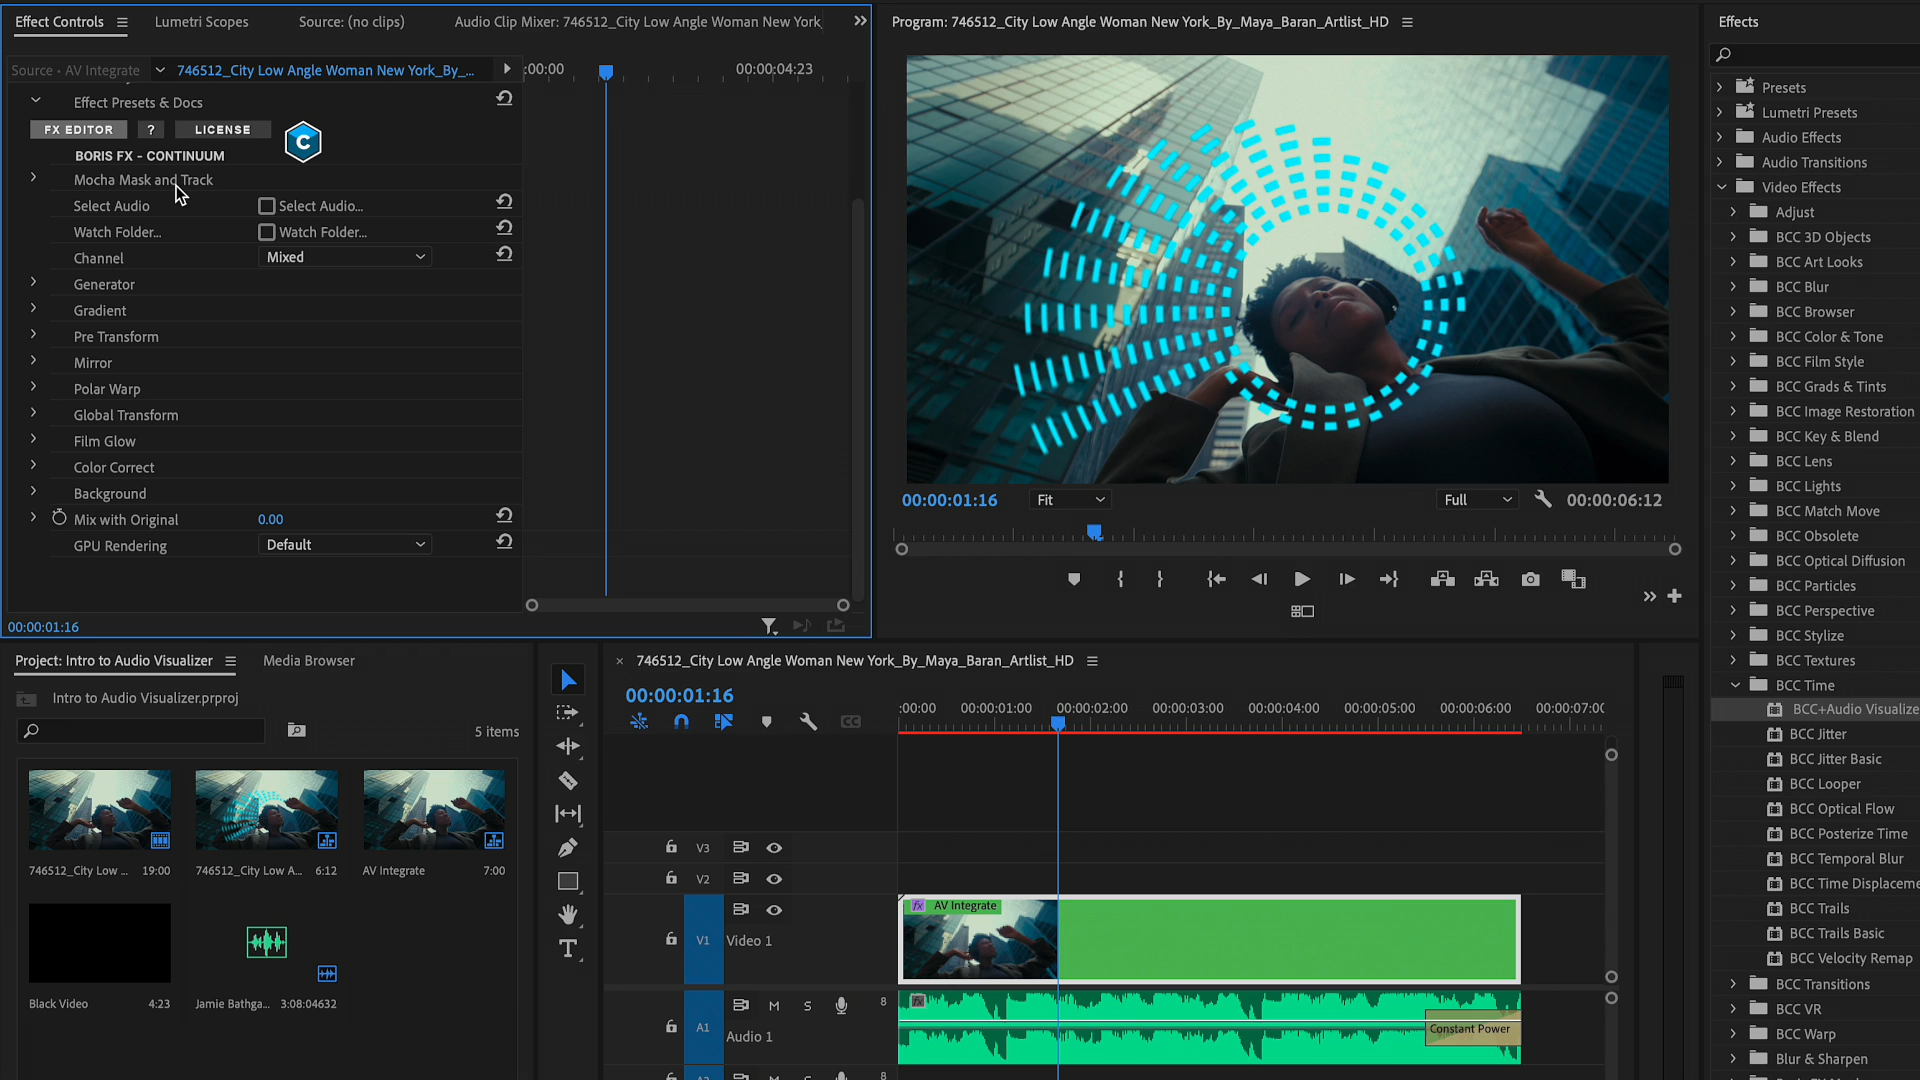 Effect Controls
Lumetri Scopes
Source: (no clips)
Audio Clip Mixer: 746512_City Low Angle Woman New York
Source • AV Integrate
746512_City Low Angle Woman New York_By_...
:00:00
00:00:04:23
Effect Presets & Docs
FX EDITOR
?
LICENSE
C
BORIS FX - CONTINUUM
Mocha Mask and Track
Select Audio
Select Audio...
Watch Folder...
Watch Folder...
Channel
Mixed
Generator
Gradient
Pre Transform
Mirror
Polar Warp
Global Transform
Film Glow
Color Correct
Background
Mix with Original
0.00
GPU Rendering
Default
00:00:01:16
Program: 746512_City Low Angle Woman New York_By_Maya_Baran_Artlist_HD
00:00:01:16
Fit
Full
00:00:06:12
Effects
Presets
Lumetri Presets
Audio Effects
Audio Transitions
Video Effects
Adjust
BCC 3D Objects
BCC Art Looks
BCC Blur
BCC Browser
BCC Color & Tone
BCC Film Style
BCC Grads & Tints
BCC Image Restoration
BCC Key & Blend
BCC Lens
BCC Lights
BCC Match Move
BCC Obsolete
BCC Optical Diffusion
BCC Particles
BCC Perspective
BCC Stylize
BCC Textures
BCC Time
BCC+Audio Visualize
BCC Jitter
BCC Jitter Basic
BCC Looper
BCC Optical Flow
BCC Posterize Time
BCC Temporal Blur
BCC Time Displaceme
BCC Trails
BCC Trails Basic
BCC Velocity Remap
BCC Transitions
BCC VR
BCC Warp
Blur & Sharpen
Project: Intro to Audio Visualizer
Media Browser
Intro to Audio Visualizer.prproj
5 items
746512_City Low ...
19:00
746512_City Low A...
6:12
AV Integrate
7:00
Black Video
4:23
Jamie Bathga...
3:08:04632
746512_City Low Angle Woman New York_By_Maya_Baran_Artlist_HD
00:00:01:16
CC
:00:00
00:00:01:00
00:00:02:00
00:00:03:00
00:00:04:00
00:00:05:00
00:00:06:00
00:00:07:0
V3
V2
V1
Video 1
fx
AV Integrate
A1
M
S
8
Audio 1
fx
Constant Power
8